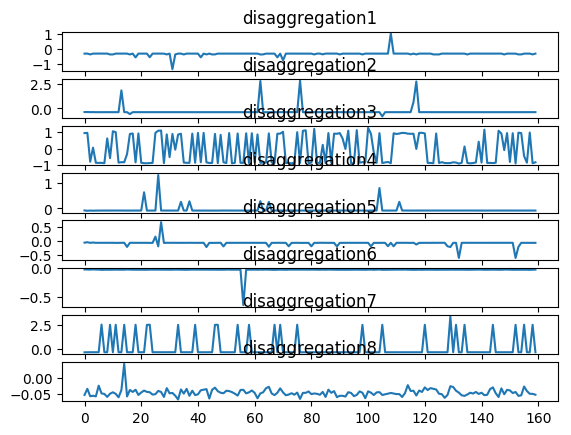 disaggregation1
1
0
−1
disaggregation2
2.5
0.0
disaggregation3
1
0
−1
disaggregation4
1
0
disaggregation5
0.5
0.0
−0.5
disaggregation6
0.0
−0.5
disaggregation7
2.5
0.0
disaggregation8
0.00
−0.05
0 20 40 60 80 100 120 140 160